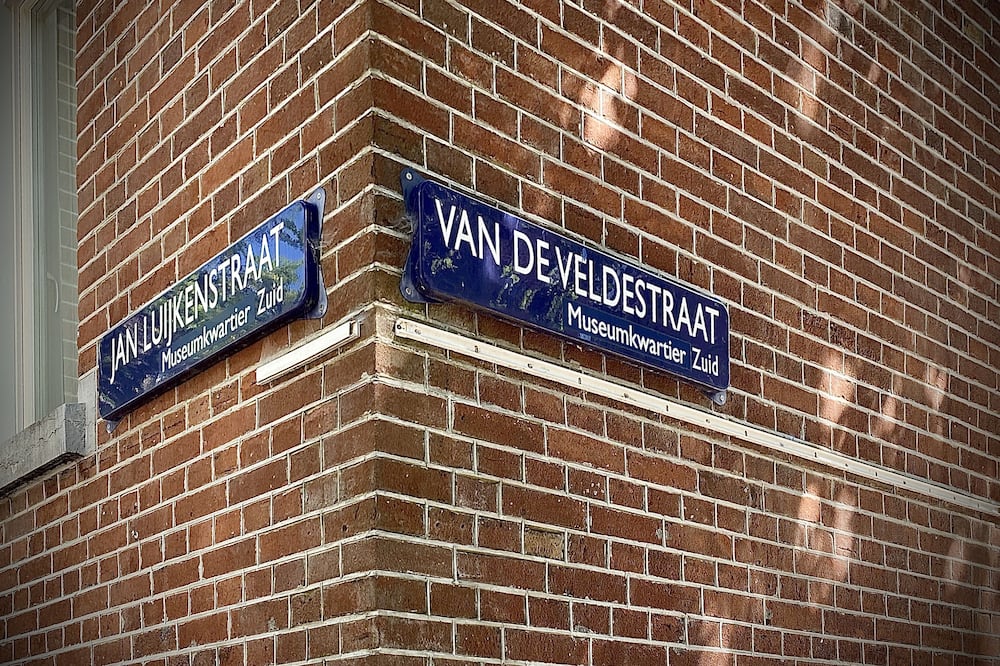 JAN LUIJKENSTRAAT
Museumkwartier Zuid
VAN DE VELDESTRAAT
Museumkwartier Zuid